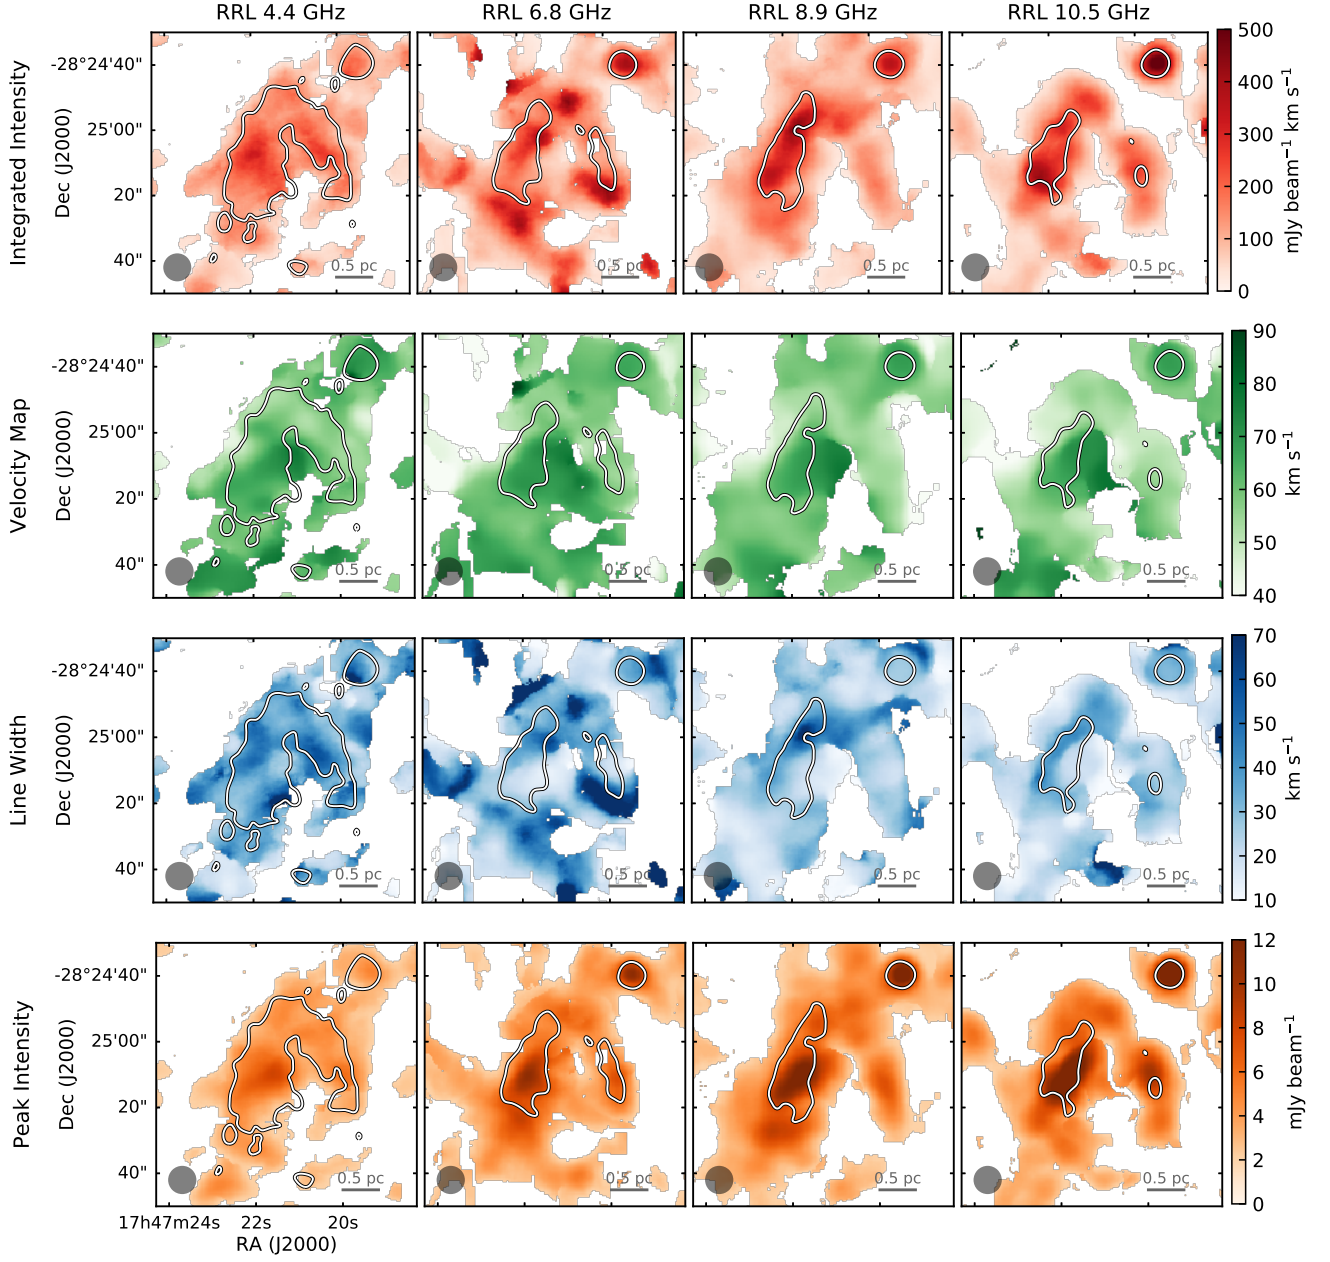 RRL 4.4 GHz RRL 6.8 GHz RRL 8.9 GHz RRL 10.5 GHz
Integrated Intensity
Dec (J2000)
-28°24'40"
25'00"
20"
40"
0.5 pc 0.5 pc 0.5 pc 0.5 pc
500
400
300
200
100
0
mJy beam⁻¹ km s⁻¹
Velocity Map
Dec (J2000)
-28°24'40"
25'00"
20"
40"
0.5 pc 0.5 pc 0.5 pc 0.5 pc
90
80
70
60
50
40
km s⁻¹
Line Width
Dec (J2000)
-28°24'40"
25'00"
20"
40"
0.5 pc 0.5 pc 0.5 pc 0.5 pc
70
60
50
40
30
20
10
km s⁻¹
Peak Intensity
Dec (J2000)
-28°24'40"
25'00"
20"
40"
0.5 pc 0.5 pc 0.5 pc 0.5 pc
12
10
8
6
4
2
0
mJy beam⁻¹
17h47m24s 22s 20s
RA (J2000)